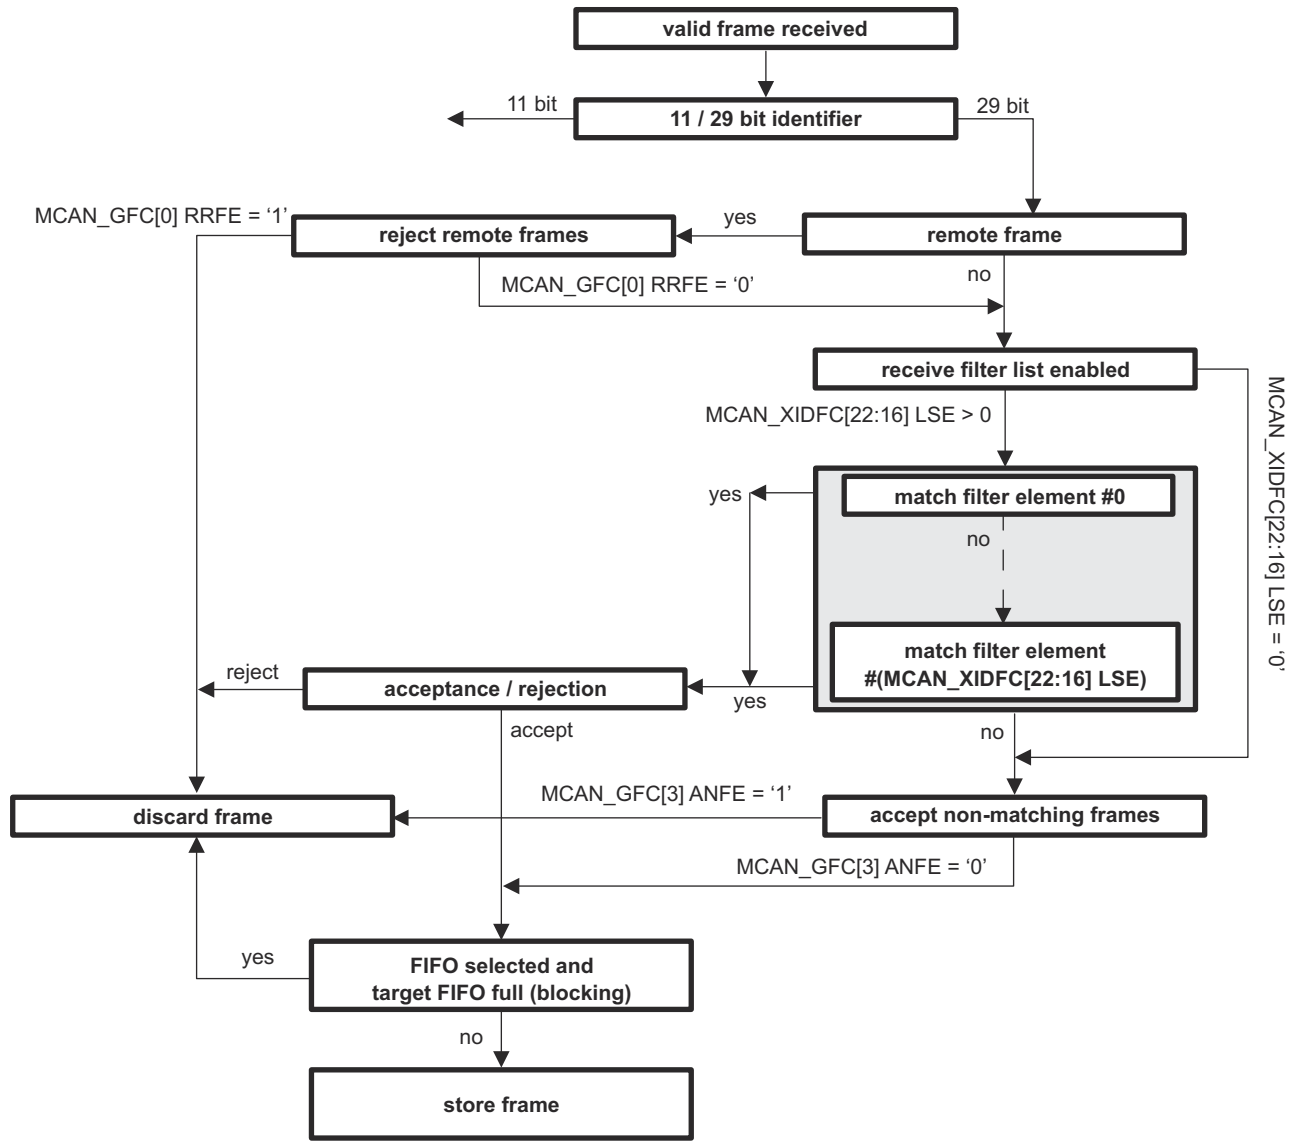 valid frame received
11 bit
11 / 29 bit identifier
29 bit
MCAN_GFC[0] RRFE = ‘1’
reject remote frames
yes
remote frame
MCAN_GFC[0] RRFE = ‘0’
no
receive filter list enabled
MCAN_XIDFC[22:16] LSE > 0
MCAN_XIDFC[22:16] LSE = ‘0’
yes
match filter element #0
no
match filter element
#(MCAN_XIDFC[22:16] LSE)
reject
acceptance / rejection
yes
accept
no
MCAN_GFC[3] ANFE = ‘1’
discard frame
accept non-matching frames
MCAN_GFC[3] ANFE = ‘0’
yes
FIFO selected and
target FIFO full (blocking)
no
store frame